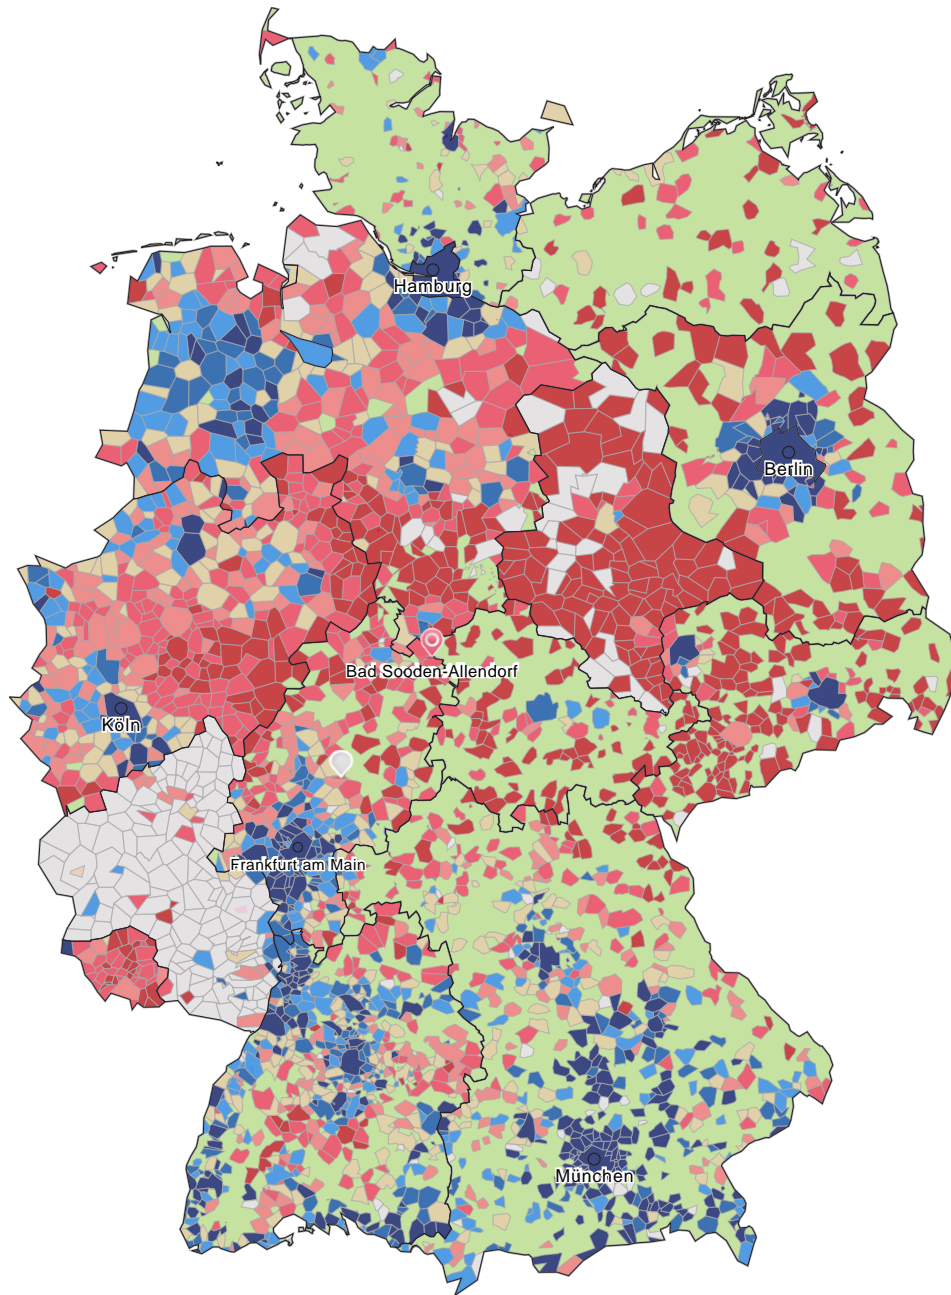 Hamburg
Berlin
Bad Sooden-Allendorf
Köln
Frankfurt am Main
München